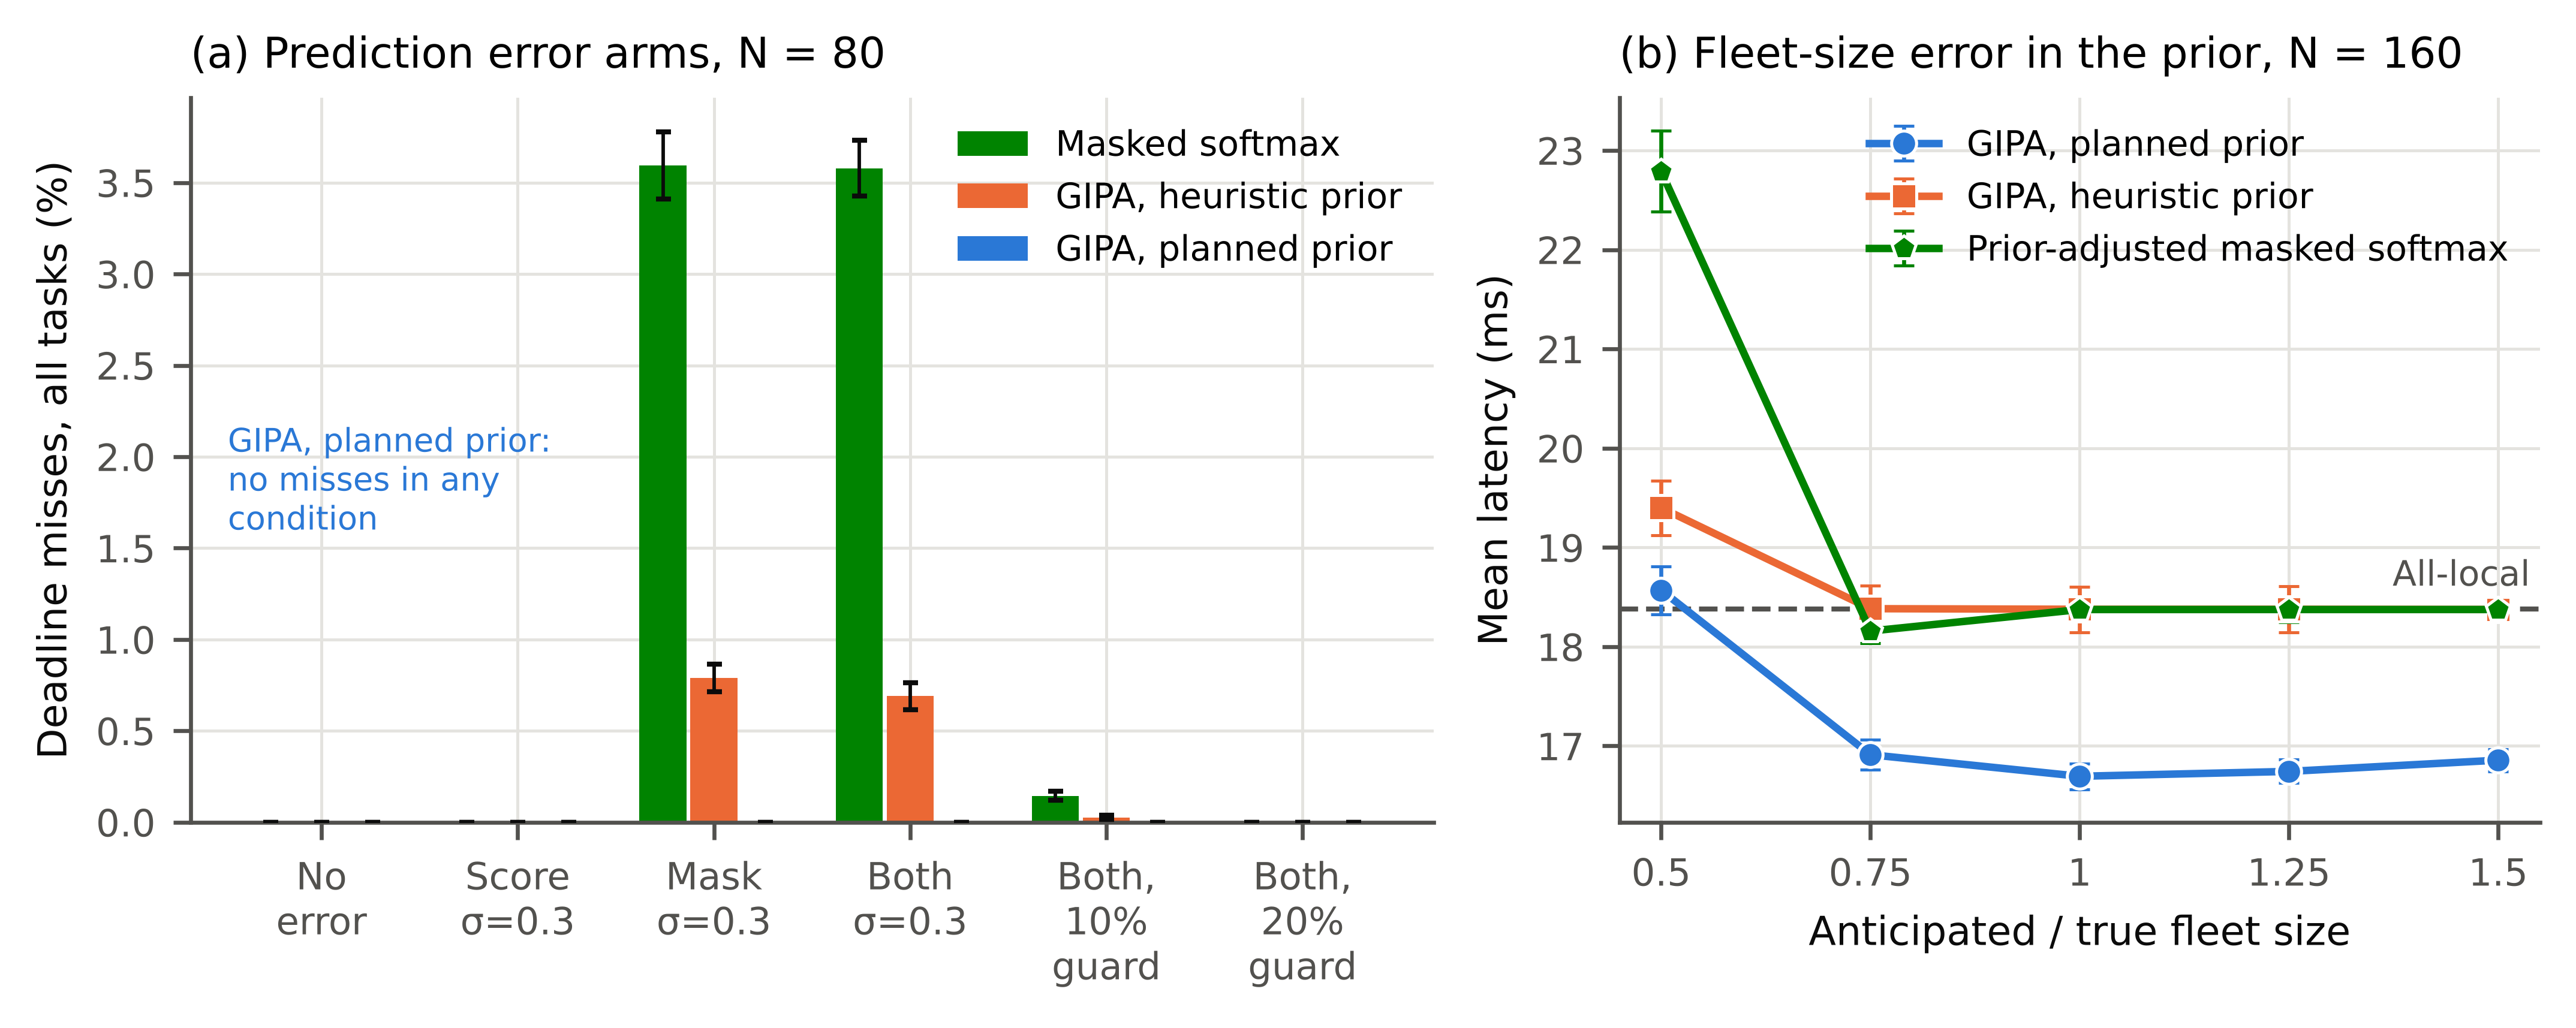 (a) Prediction error arms, N = 80
Deadline misses, all tasks (%)
3.5
3.0
2.5
2.0
1.5
1.0
0.5
0.0
Masked softmax
GIPA, heuristic prior
GIPA, planned prior
GIPA, planned prior:
no misses in any
condition
No
error
Score
σ=0.3
Mask
σ=0.3
Both
σ=0.3
Both,
10%
guard
Both,
20%
guard
(b) Fleet-size error in the prior, N = 160
Mean latency (ms)
23
22
21
20
19
18
17
GIPA, planned prior
GIPA, heuristic prior
Prior-adjusted masked softmax
All-local
0.5
0.75
1
1.25
1.5
Anticipated / true fleet size